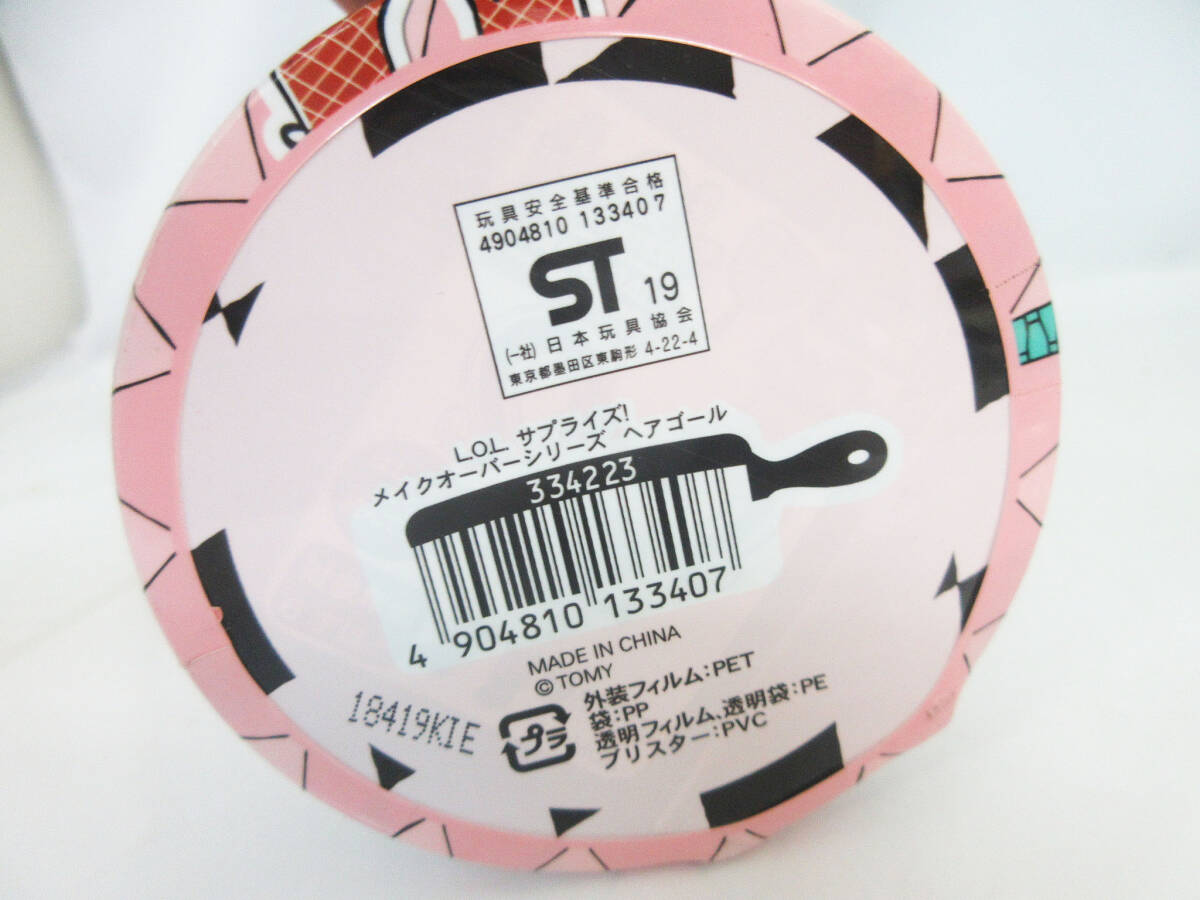 玩具安全基準合格
4904810 133407
ST 19
(一社)日本玩具協会
東京都墨田区東駒形 4-22-4
L.O.L. サプライズ!
メイクオーバーシリーズ ヘアゴール
334223
4 904810 133407
MADE IN CHINA
© TOMY
プラ
外装フィルム:PET
袋:PP
透明フィルム、透明袋:PE
ブリスター:PVC
18419KIE